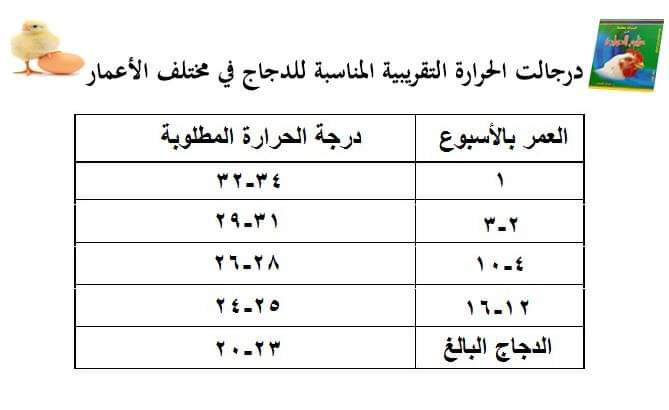 درجالت الحرارة التقريبية المناسبة للدجاج في مختلف الأعمار
العمر بالأسبوع درجة الحرارة المطلوبة
١ ٣٤-٣٢
٢-٣ ٣١-٢٩
٤-١٠ ٢٨-٢٦
١٢-١٦ ٢٥-٢٤
الدجاج البالغ ٢٣-٢٠